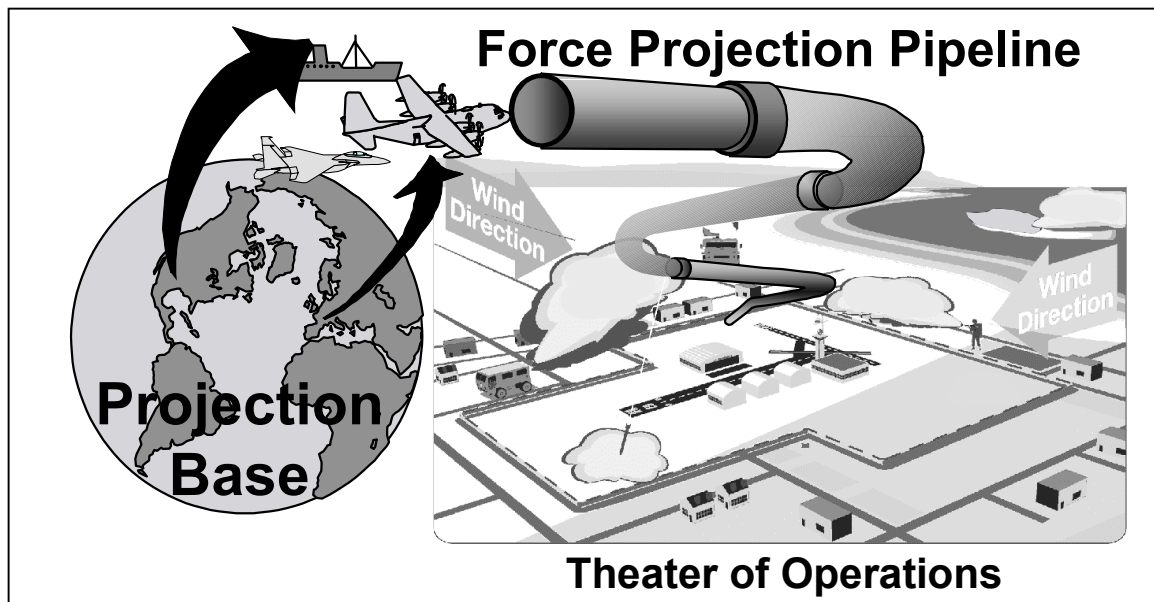 Force Projection Pipeline
Wind
Direction
Wind
Direction
Projection
Base
Theater of Operations